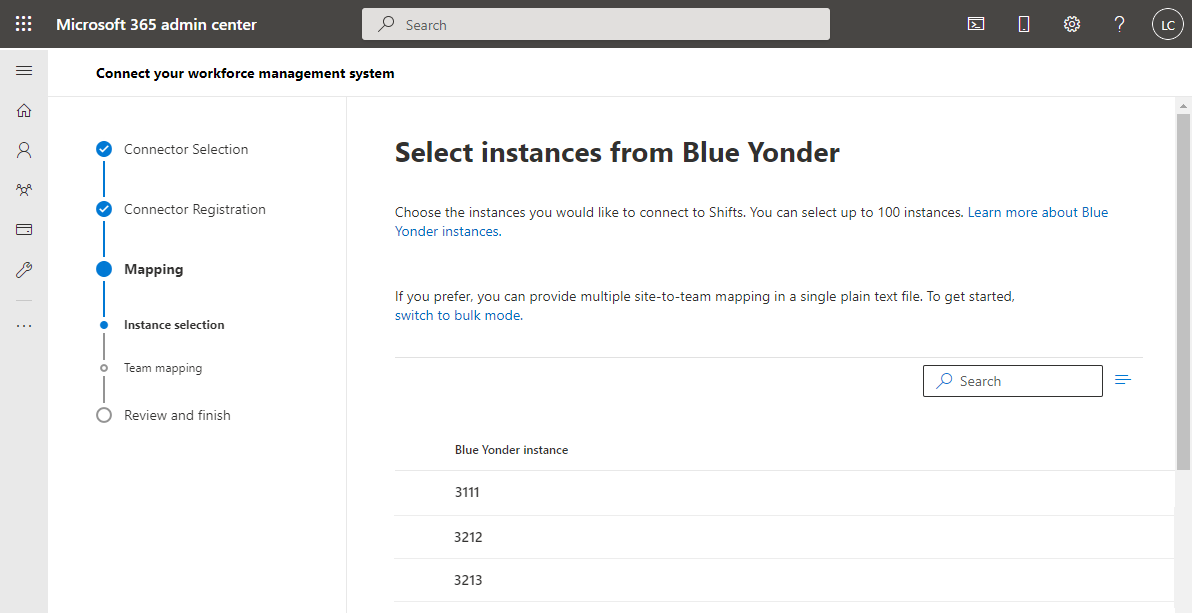 Microsoft 365 admin center
Search
LC
Connect your workforce management system
Connector Selection
Connector Registration
Mapping
Instance selection
Team mapping
Review and finish
Select instances from Blue Yonder
Choose the instances you would like to connect to Shifts. You can select up to 100 instances. Learn more about Blue
Yonder instances.
If you prefer, you can provide multiple site-to-team mapping in a single plain text file. To get started,
switch to bulk mode.
Search
Blue Yonder instance
3111
3212
3213